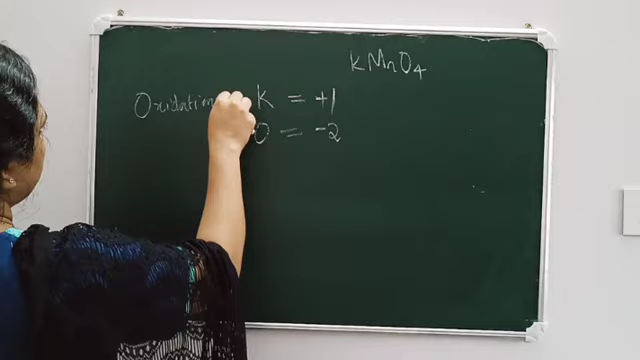 KMnO4
Oxidation K = +1
O = -2